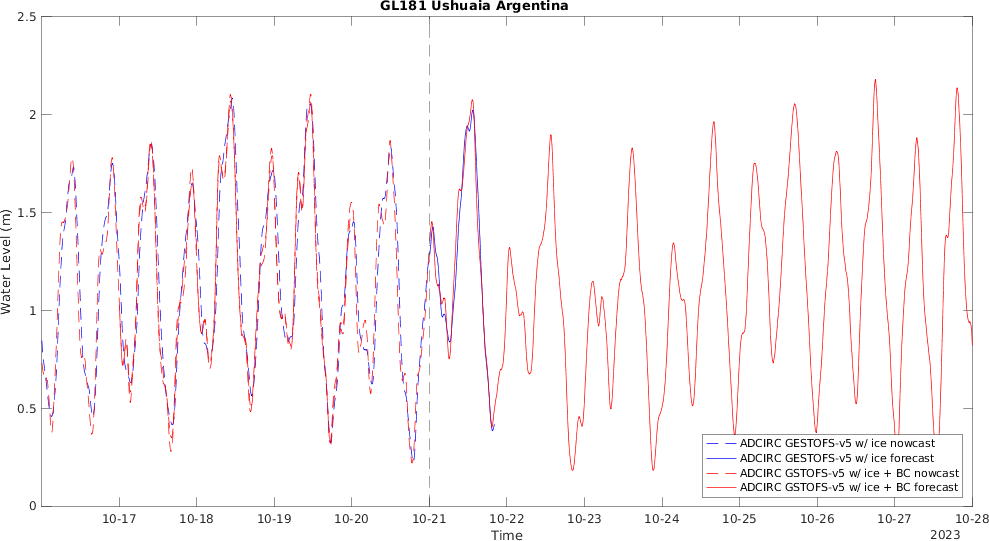 GL181 Ushuaia Argentina
2.5
2
1.5
1
0.5
0
Water Level (m)
ADCIRC GESTOFS-v5 w/ ice nowcast
ADCIRC GESTOFS-v5 w/ ice forecast
ADCIRC GSTOFS-v5 w/ ice + BC nowcast
ADCIRC GSTOFS-v5 w/ ice + BC forecast
10-17 10-18 10-19 10-20 10-21 10-22 10-23 10-24 10-25 10-26 10-27 10-28
Time
2023